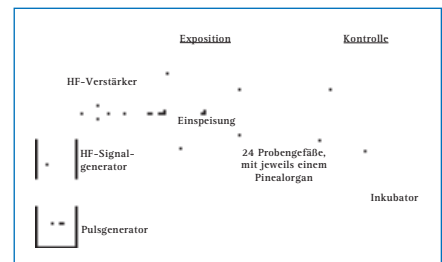 Exposition
Kontrolle
HF-Verstärker
Einspeisung
HF-Signal-
generator
24 Probengefäße,
mit jeweils einem
Pinealorgan
Inkubator
Pulsgenerator